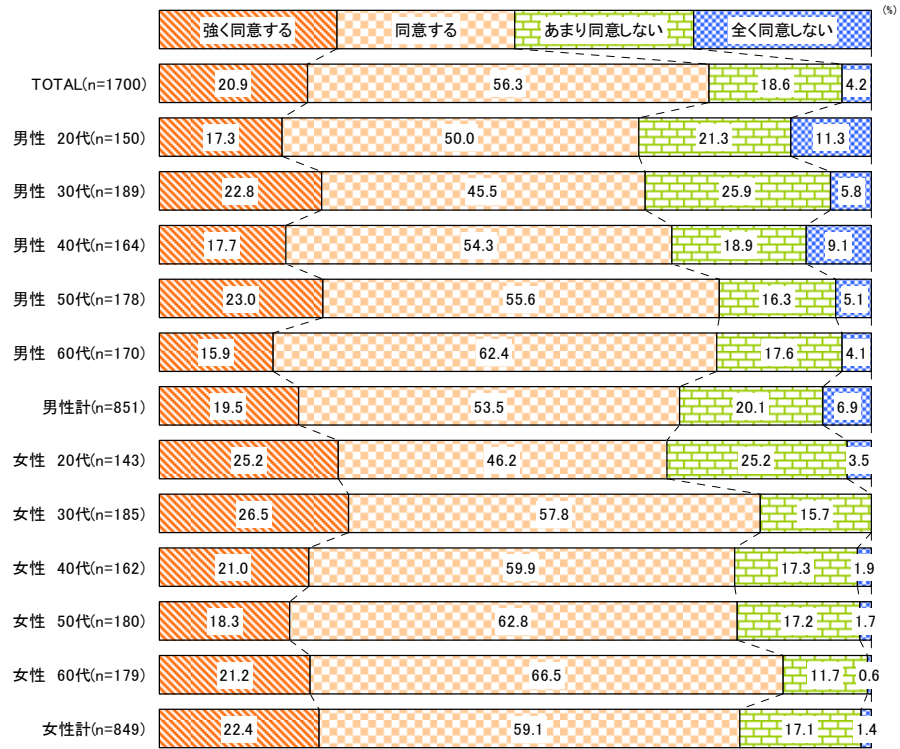 (%)
強く同意する 同意する あまり同意しない 全く同意しない
TOTAL(n=1700) 20.9 56.3 18.6 4.2
男性 20代(n=150) 17.3 50.0 21.3 11.3
男性 30代(n=189) 22.8 45.5 25.9 5.8
男性 40代(n=164) 17.7 54.3 18.9 9.1
男性 50代(n=178) 23.0 55.6 16.3 5.1
男性 60代(n=170) 15.9 62.4 17.6 4.1
男性計(n=851) 19.5 53.5 20.1 6.9
女性 20代(n=143) 25.2 46.2 25.2 3.5
女性 30代(n=185) 26.5 57.8 15.7
女性 40代(n=162) 21.0 59.9 17.3 1.9
女性 50代(n=180) 18.3 62.8 17.2 1.7
女性 60代(n=179) 21.2 66.5 11.7 0.6
女性計(n=849) 22.4 59.1 17.1 1.4